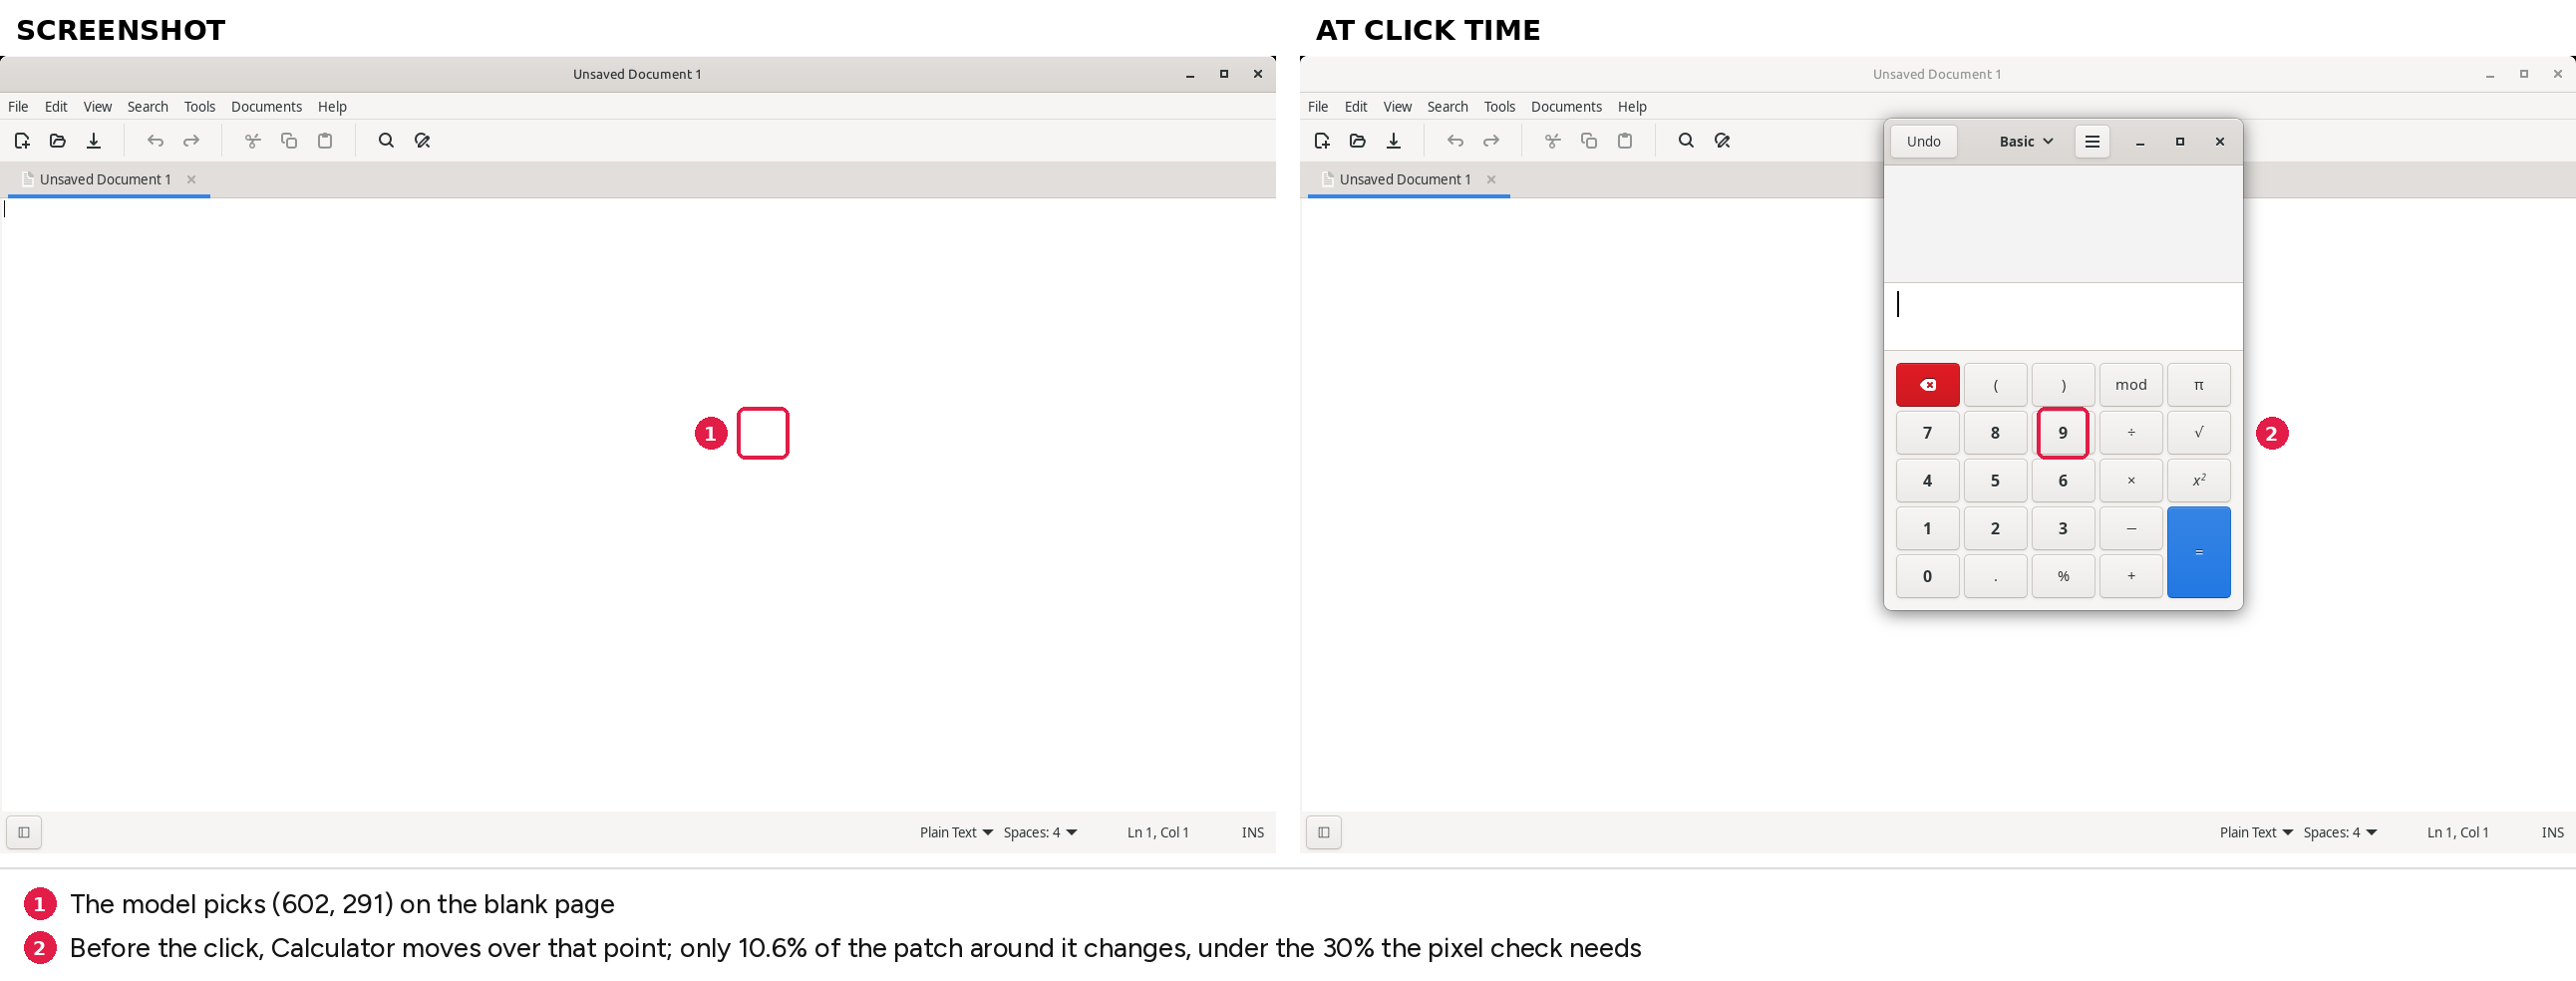 SCREENSHOT
Unsaved Document 1
File Edit View Search Tools Documents Help
Unsaved Document 1
1
Plain Text Spaces: 4 Ln 1, Col 1 INS
AT CLICK TIME
Unsaved Document 1
File Edit View Search Tools Documents Help
Unsaved Document 1
Undo Basic
( ) mod π
7 8 9 ÷ √
2
4 5 6 × x²
1 2 3 −
=
0 . % +
Plain Text Spaces: 4 Ln 1, Col 1 INS
1 The model picks (602, 291) on the blank page
2 Before the click, Calculator moves over that point; only 10.6% of the patch around it changes, under the 30% the pixel check needs